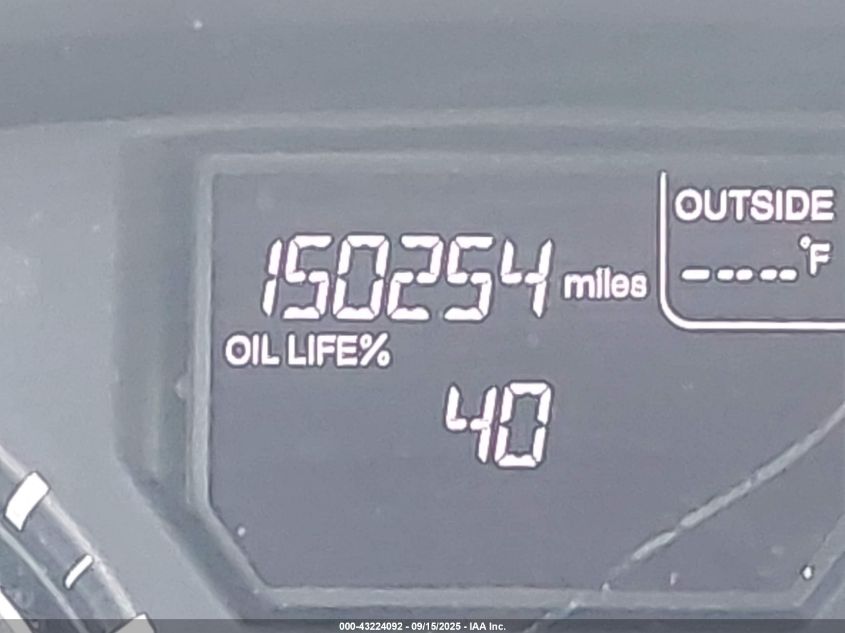 OUTSIDE
-----°F
150254 miles
OIL LIFE%
40
000-43224092 - 09/15/2025 - IAA Inc.